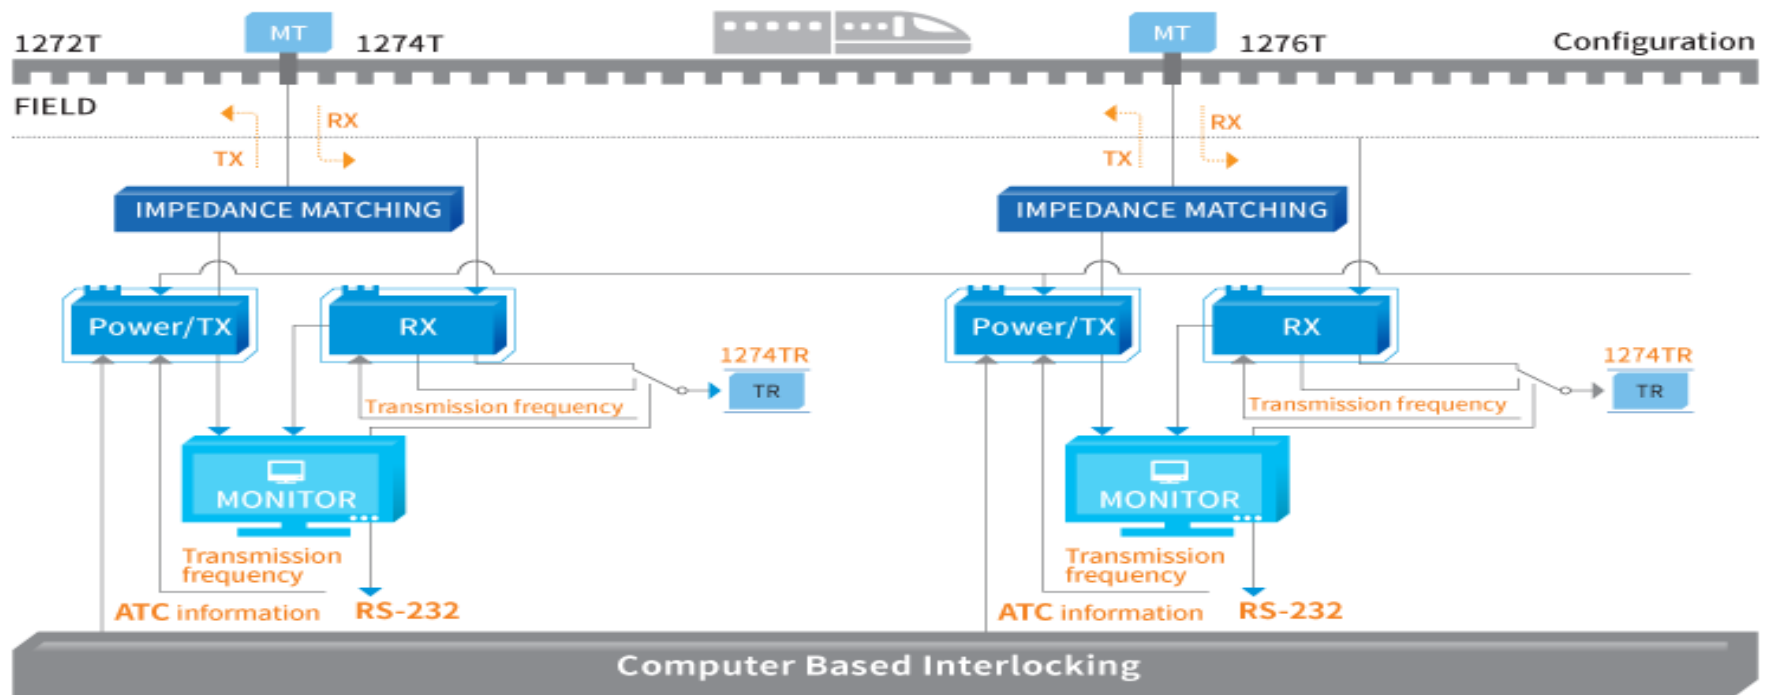 1272T
MT
1274T
MT
1276T
Configuration
FIELD
RX
TX
RX
TX
IMPEDANCE MATCHING
IMPEDANCE MATCHING
Power/TX
RX
1274TR
TR
Transmission frequency
Power/TX
RX
1274TR
TR
Transmission frequency
MONITOR
MONITOR
Transmission
frequency
ATC information
RS-232
Transmission
frequency
ATC information
RS-232
Computer Based Interlocking